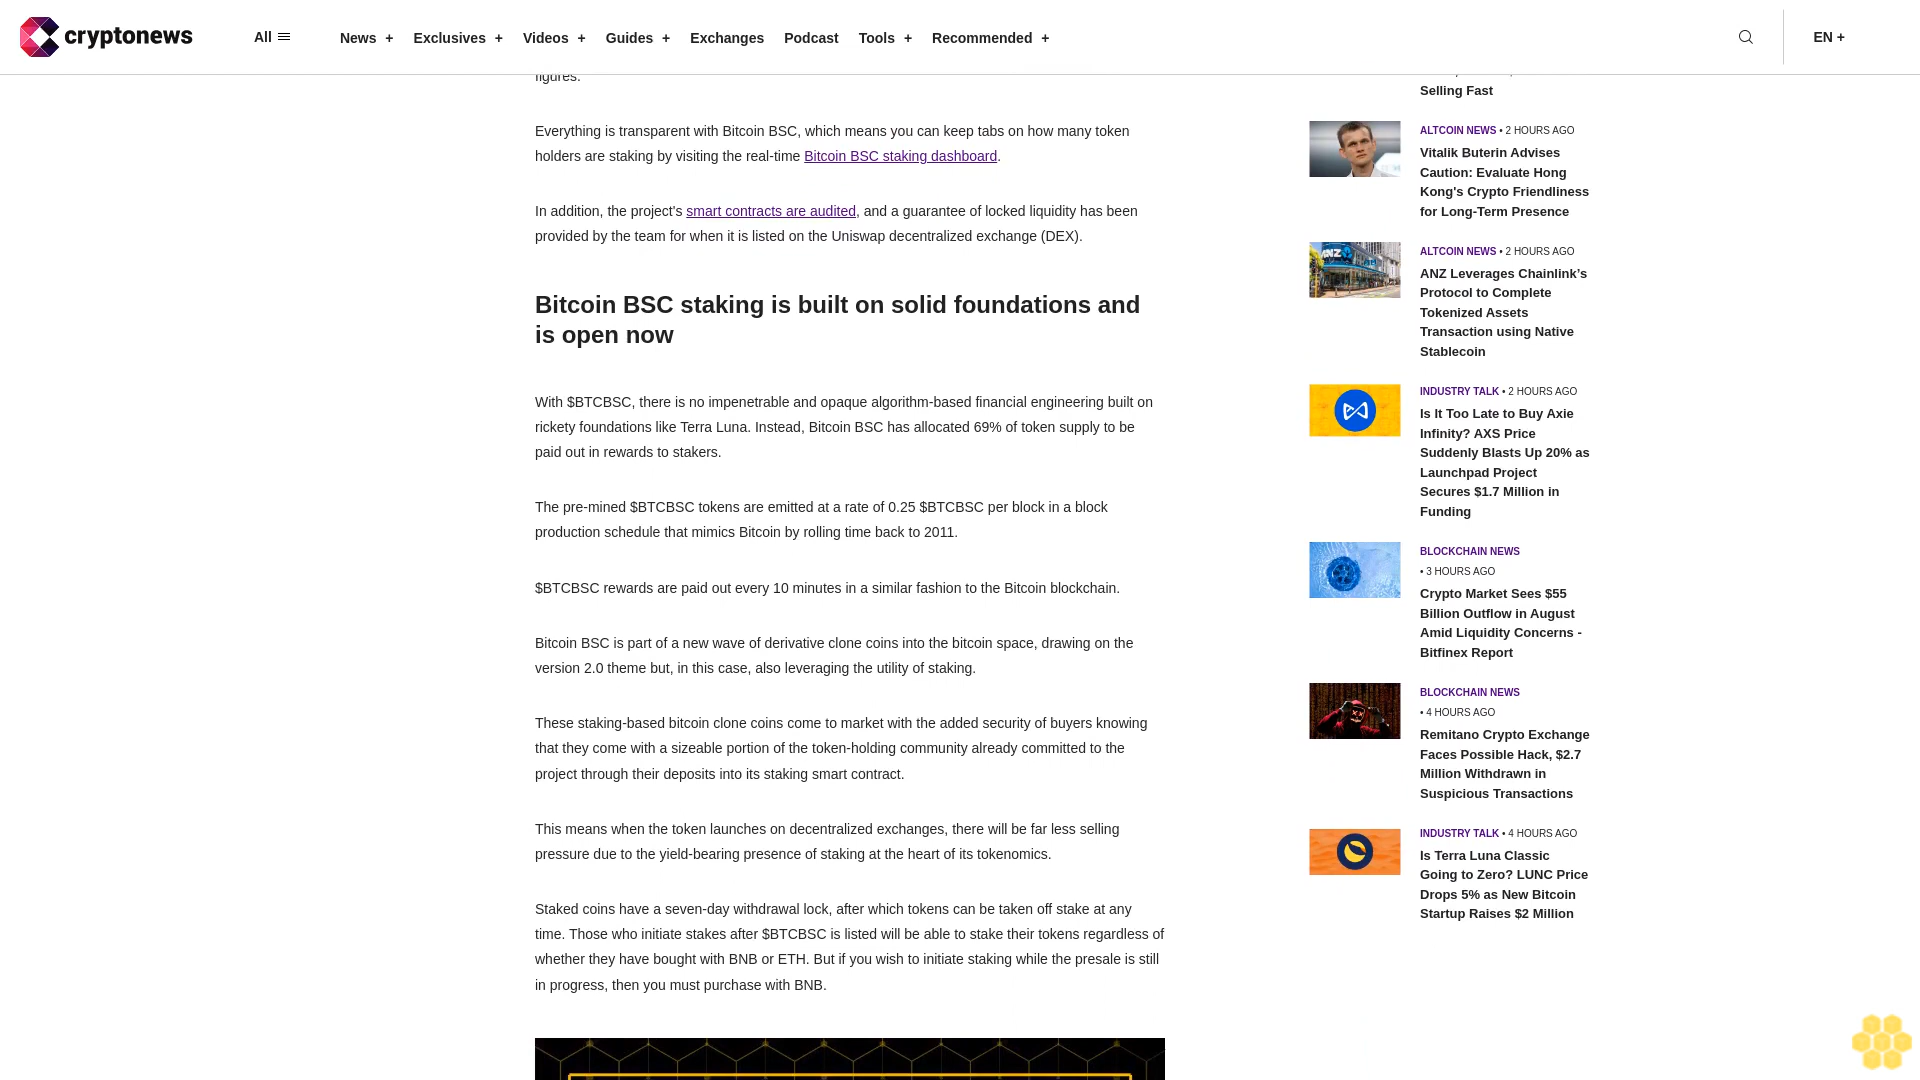 cryptonews
All
News +
Exclusives +
Videos +
Guides +
Exchanges
Podcast
Tools +
Recommended +
EN +
figures.
Everything is transparent with Bitcoin BSC, which means you can keep tabs on how many token
holders are staking by visiting the real-time Bitcoin BSC staking dashboard.
In addition, the project's smart contracts are audited, and a guarantee of locked liquidity has been
provided by the team for when it is listed on the Uniswap decentralized exchange (DEX).
Bitcoin BSC staking is built on solid foundations and
is open now
With $BTCBSC, there is no impenetrable and opaque algorithm-based financial engineering built on
rickety foundations like Terra Luna. Instead, Bitcoin BSC has allocated 69% of token supply to be
paid out in rewards to stakers.
The pre-mined $BTCBSC tokens are emitted at a rate of 0.25 $BTCBSC per block in a block
production schedule that mimics Bitcoin by rolling time back to 2011.
$BTCBSC rewards are paid out every 10 minutes in a similar fashion to the Bitcoin blockchain.
Bitcoin BSC is part of a new wave of derivative clone coins into the bitcoin space, drawing on the
version 2.0 theme but, in this case, also leveraging the utility of staking.
These staking-based bitcoin clone coins come to market with the added security of buyers knowing
that they come with a sizeable portion of the token-holding community already committed to the
project through their deposits into its staking smart contract.
This means when the token launches on decentralized exchanges, there will be far less selling
pressure due to the yield-bearing presence of staking at the heart of its tokenomics.
Staked coins have a seven-day withdrawal lock, after which tokens can be taken off stake at any
time. Those who initiate stakes after $BTCBSC is listed will be able to stake their tokens regardless of
whether they have bought with BNB or ETH. But if you wish to initiate staking while the presale is still
in progress, then you must purchase with BNB.
Selling Fast
ALTCOIN NEWS • 2 HOURS AGO
Vitalik Buterin Advises
Caution: Evaluate Hong
Kong's Crypto Friendliness
for Long-Term Presence
ANZ
ALTCOIN NEWS • 2 HOURS AGO
ANZ Leverages Chainlink’s
Protocol to Complete
Tokenized Assets
Transaction using Native
Stablecoin
INDUSTRY TALK • 2 HOURS AGO
Is It Too Late to Buy Axie
Infinity? AXS Price
Suddenly Blasts Up 20% as
Launchpad Project
Secures $1.7 Million in
Funding
BLOCKCHAIN NEWS
• 3 HOURS AGO
Crypto Market Sees $55
Billion Outflow in August
Amid Liquidity Concerns -
Bitfinex Report
BLOCKCHAIN NEWS
• 4 HOURS AGO
Remitano Crypto Exchange
Faces Possible Hack, $2.7
Million Withdrawn in
Suspicious Transactions
INDUSTRY TALK • 4 HOURS AGO
Is Terra Luna Classic
Going to Zero? LUNC Price
Drops 5% as New Bitcoin
Startup Raises $2 Million